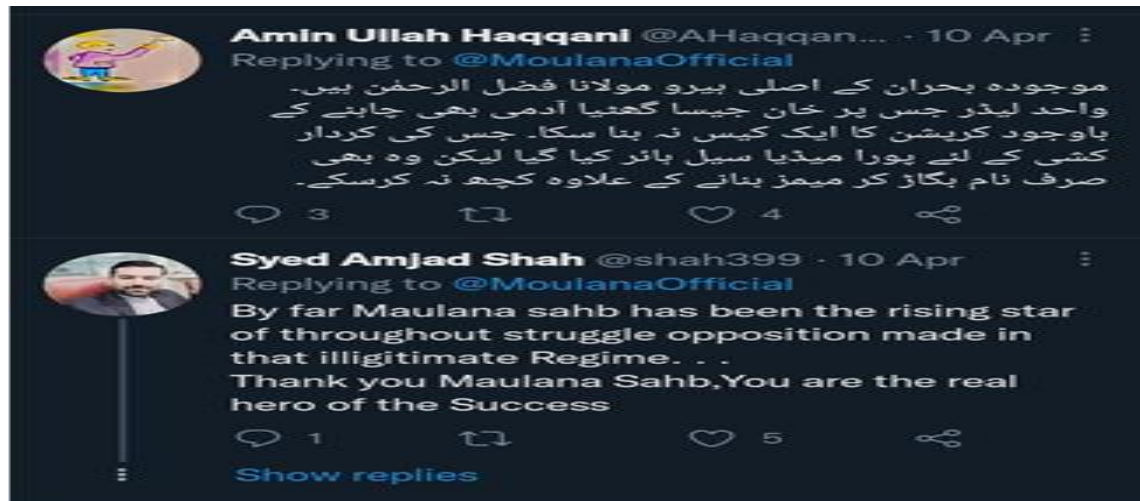 Amin Ullah Haqqani @AHaqqan... · 10 Apr
Replying to @MoulanaOfficial
موجودہ بحران کے اصلی ہیرو مولانا فضل الرحمٰن ہیں۔
واحد لیڈر جس پر خان جیسا گھٹیا آدمی بھی چاہنے کے
باوجود کرپشن کا ایک کیس نہ بنا سکا۔ جس کی کردار
کشی کے لئے پورا میڈیا سیل ہائر کیا گیا لیکن وہ بھی
صرف نام بگاڑ کر میمز بنانے کے علاوہ کچھ نہ کرسکے۔
3 4
Syed Amjad Shah @shah399 · 10 Apr
Replying to @MoulanaOfficial
By far Maulana sahb has been the rising star
of throughout struggle opposition made in
that illigitimate Regime. . .
Thank you Maulana Sahb,You are the real
hero of the Success
1 5
Show replies